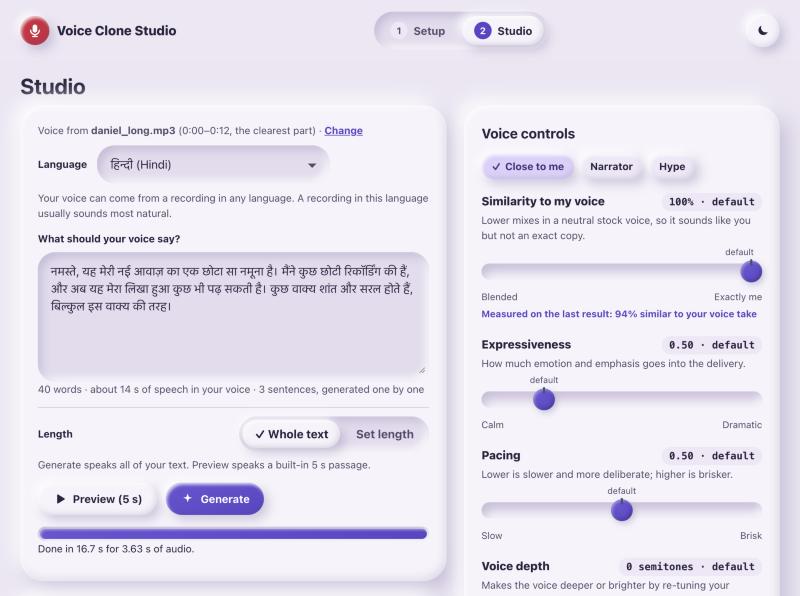 Voice Clone Studio
1 Setup
2 Studio
Studio
Voice from daniel_long.mp3 (0:00–0:12, the clearest part) · Change
Language
हिन्दी (Hindi)
Your voice can come from a recording in any language. A recording in this language
usually sounds most natural.
What should your voice say?
नमस्ते, यह मेरी नई आवाज़ का एक छोटा सा नमूना है। मैंने कुछ छोटी रिकॉर्डिंग की हैं,
और अब यह मेरा लिखा हुआ कुछ भी पढ़ सकती है। कुछ वाक्य शांत और सरल होते हैं,
बिल्कुल इस वाक्य की तरह।
40 words · about 14 s of speech in your voice · 3 sentences, generated one by one
Length
Whole text
Set length
Generate speaks all of your text. Preview speaks a built-in 5 s passage.
Preview (5 s)
Generate
Done in 16.7 s for 3.63 s of audio.
Voice controls
Close to me
Narrator
Hype
Similarity to my voice
100% · default
Lower mixes in a neutral stock voice, so it sounds like you
but not an exact copy.
default
Blended
Exactly me
Measured on the last result: 94% similar to your voice take
Expressiveness
0.50 · default
How much emotion and emphasis goes into the delivery.
default
Calm
Dramatic
Pacing
0.50 · default
Lower is slower and more deliberate; higher is brisker.
default
Slow
Brisk
Voice depth
0 semitones · default
Makes the voice deeper or brighter by re-tuning your